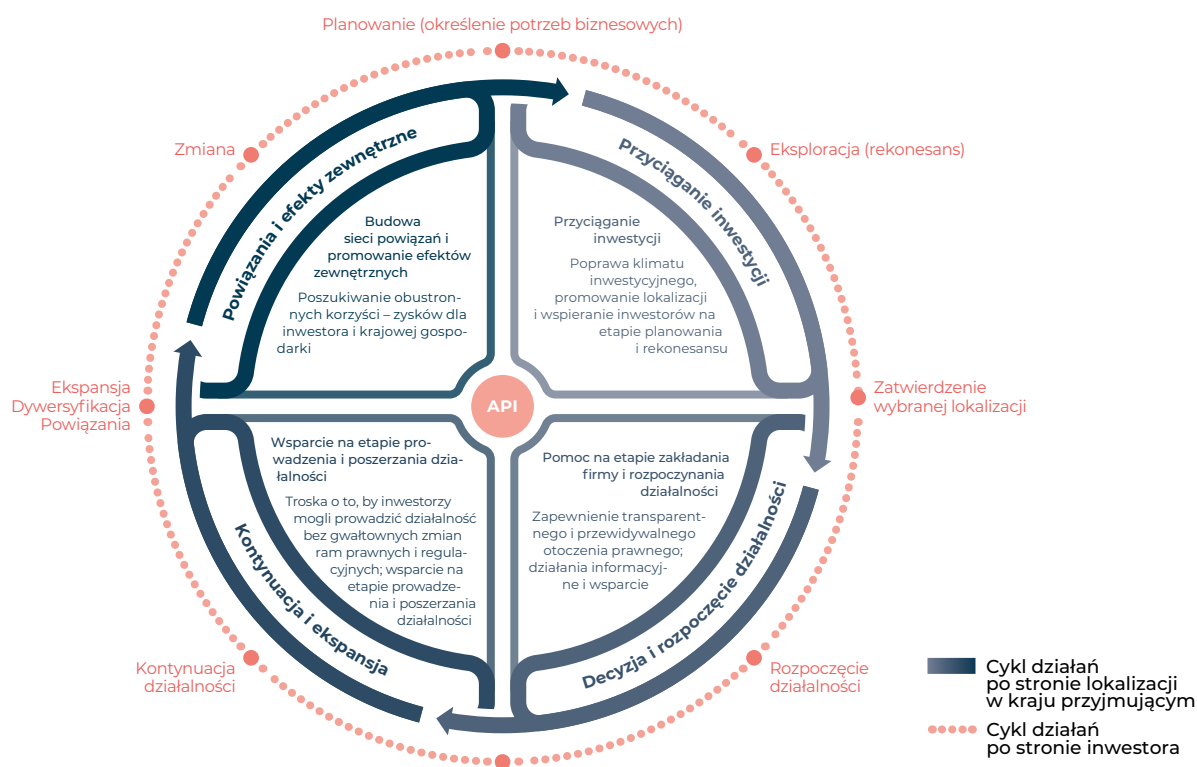 Planowanie (określenie potrzeb biznesowych)
Zmiana
Eksploracja (rekonesans)
Powiązania i efekty zewnętrzne
Przyciąganie inwestycji
Budowa
sieci powiązań i
promowanie efektów
zewnętrznych
Poszukiwanie obustron-
nych korzyści – zysków dla
inwestora i krajowej gospo-
darki
Przyciąganie
inwestycji
Poprawa klimatu
inwestycyjnego,
promowanie lokalizacji
i wspieranie inwestorów na
etapie planowania
i rekonesansu
Ekspansja
Dywersyfikacja
Powiązania
API
Zatwierdzenie
wybranej lokalizacji
Wsparcie na etapie pro-
wadzenia i poszerzania dzia-
łalności
Troska o to, by inwestorzy
mogli prowadzić działalność
bez gwałtownych zmian
ram prawnych i regula-
cyjnych; wsparcie na
etapie prowadze-
nia i poszerzania
działalności
Pomoc na etapie zakładania
firmy i rozpoczynania
działalności
Zapewnienie transparent-
nego i przewidywalnego
otoczenia prawnego;
działania informacyj-
ne i wsparcie
Kontynuacja i ekspansja
Decyzja i rozpoczęcie działalności
Kontynuacja
działalności
Rozpoczęcie
działalności
Cykl działań
po stronie lokalizacji
w kraju przyjmującym
Cykl działań
po stronie inwestora